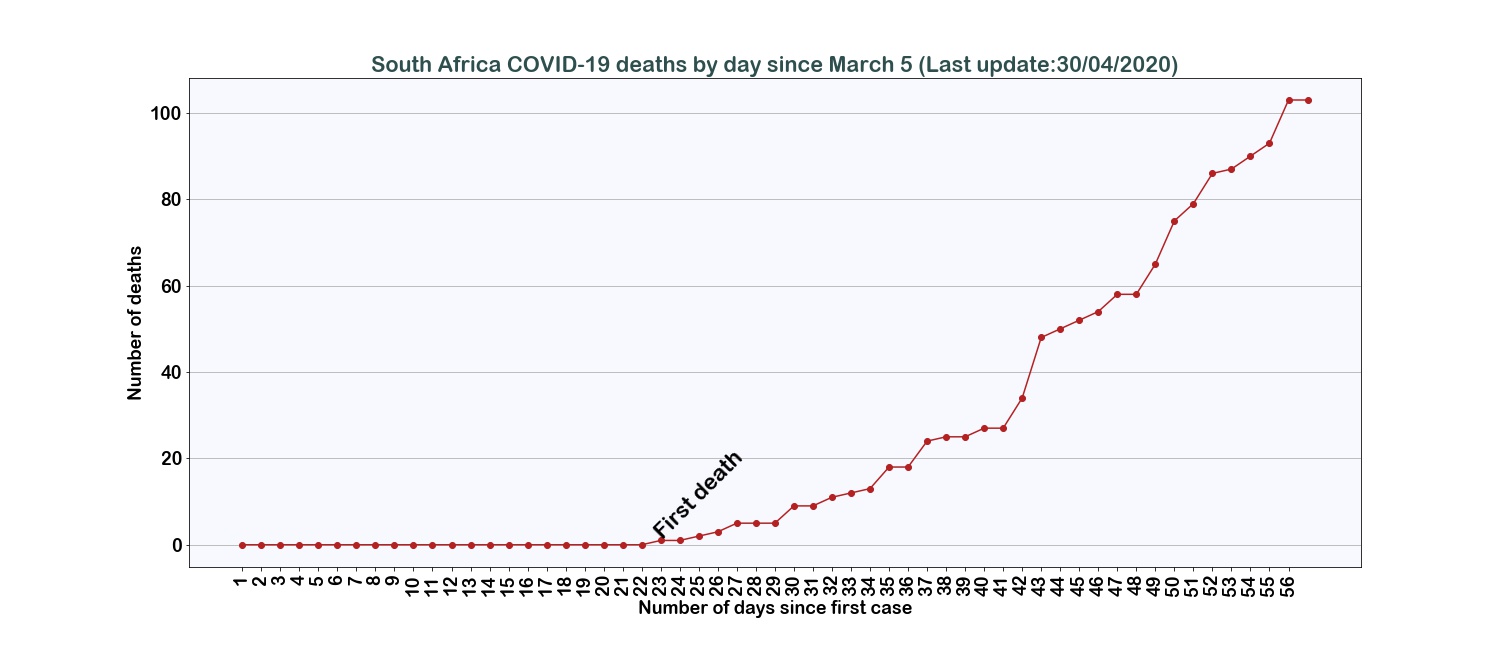 South Africa COVID-19 deaths by day since March 5 (Last update:30/04/2020)
100
80
60
40
20
0
Number of deaths
First death
1 2 3 4 5 6 7 8 9 10 11 12 13 14 15 16 17 18 19 20 21 22 23 24 25 26 27 28 29 30 31 32 33 34 35 36 37 38 39 40 41 42 43 44 45 46 47 48 49 50 51 52 53 54 55 56
Number of days since first case